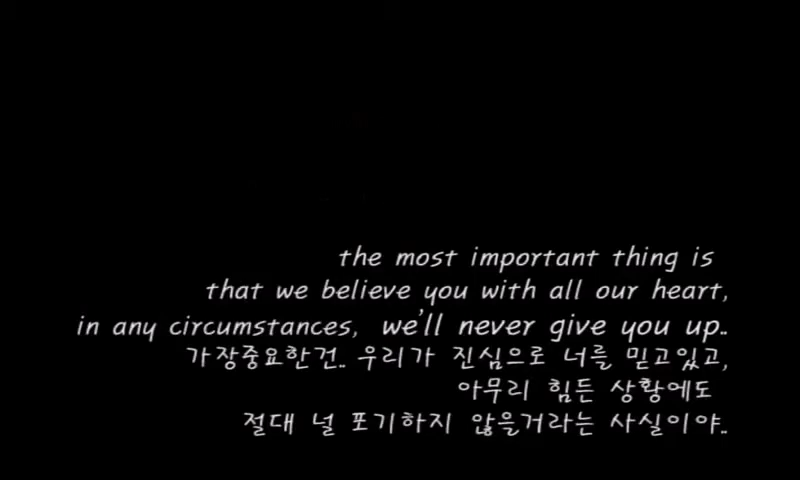 the most important thing is
that we believe you with all our heart,
in any circumstances, we'll never give you up..
가장중요한건.. 우리가 진심으로 너를 믿고있고,
아무리 힘든 상황에도
절대 널 포기하지 않을거라는 사실이야..